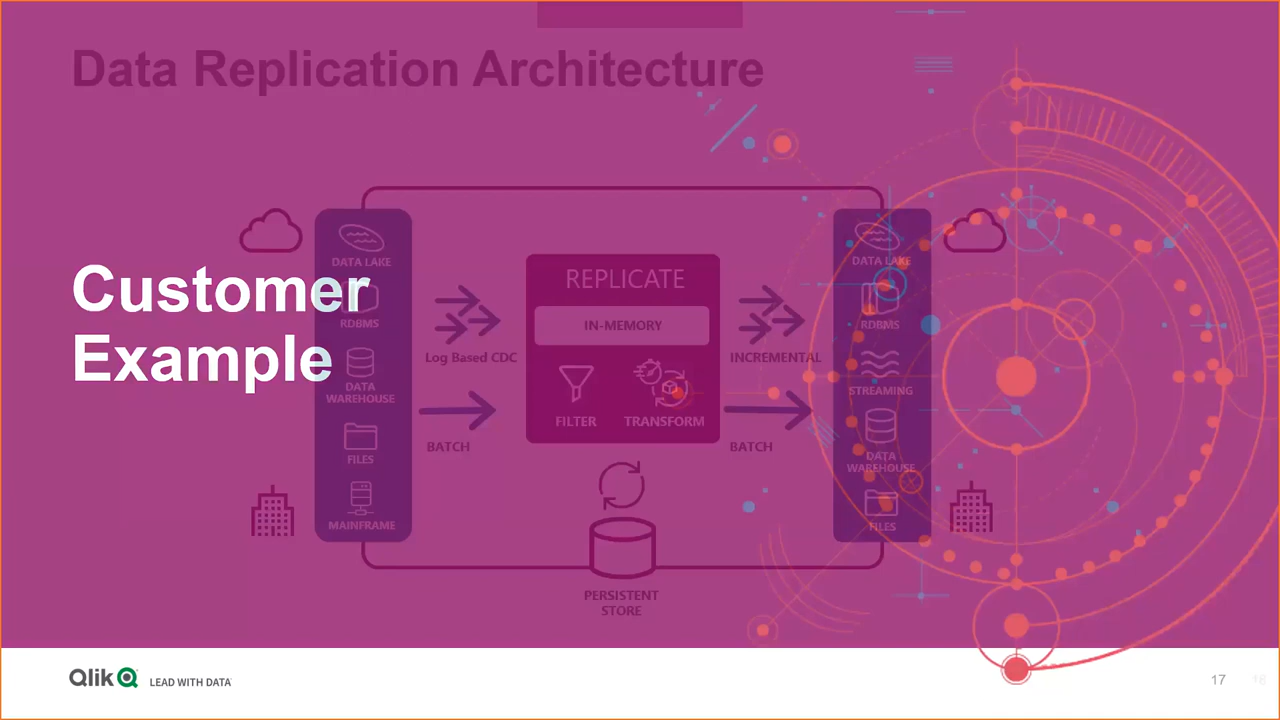 Data Replication Architecture
Customer
Example
DATA LAKE
RDBMS
DATA
WAREHOUSE
FILES
MAINFRAME
Log Based CDC
BATCH
REPLICATE
IN-MEMORY
FILTER
TRANSFORM
INCREMENTAL
BATCH
DATA LAKE
RDBMS
STREAMING
DATA
WAREHOUSE
FILES
PERSISTENT
STORE
Qlik
LEAD WITH DATA
17
16